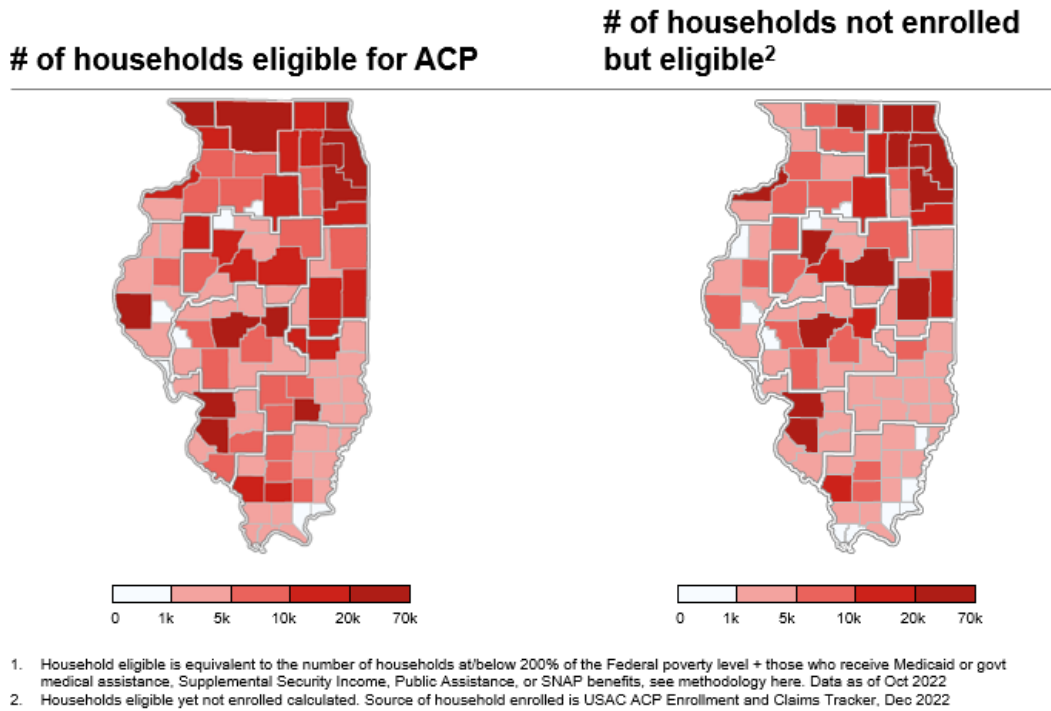 # of households eligible for ACP
# of households not enrolled
but eligible2
0 1k 5k 10k 20k 70k
0 1k 5k 10k 20k 70k
1. Household eligible is equivalent to the number of households at/below 200% of the Federal poverty level + those who receive Medicaid or govt
medical assistance, Supplemental Security Income, Public Assistance, or SNAP benefits, see methodology here. Data as of Oct 2022
2. Households eligible yet not enrolled calculated. Source of household enrolled is USAC ACP Enrollment and Claims Tracker, Dec 2022